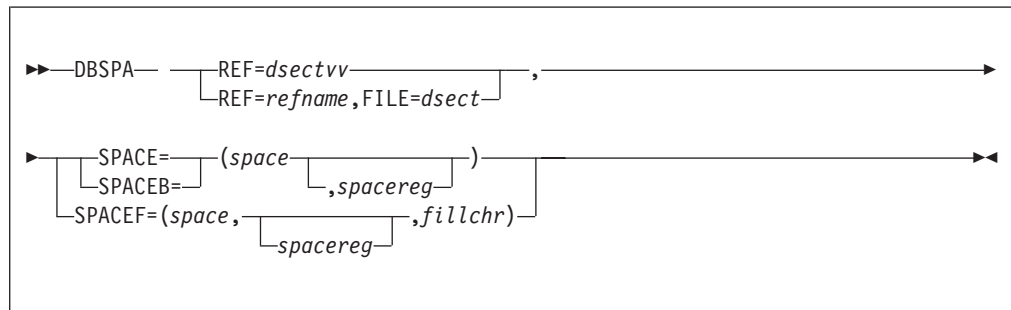 DBSPA REF=dsectvv ,
REF=refname,FILE=dsect
SPACE= (space )
SPACEB= ,spacereg
SPACEF=(space, ,fillchr)
spacereg